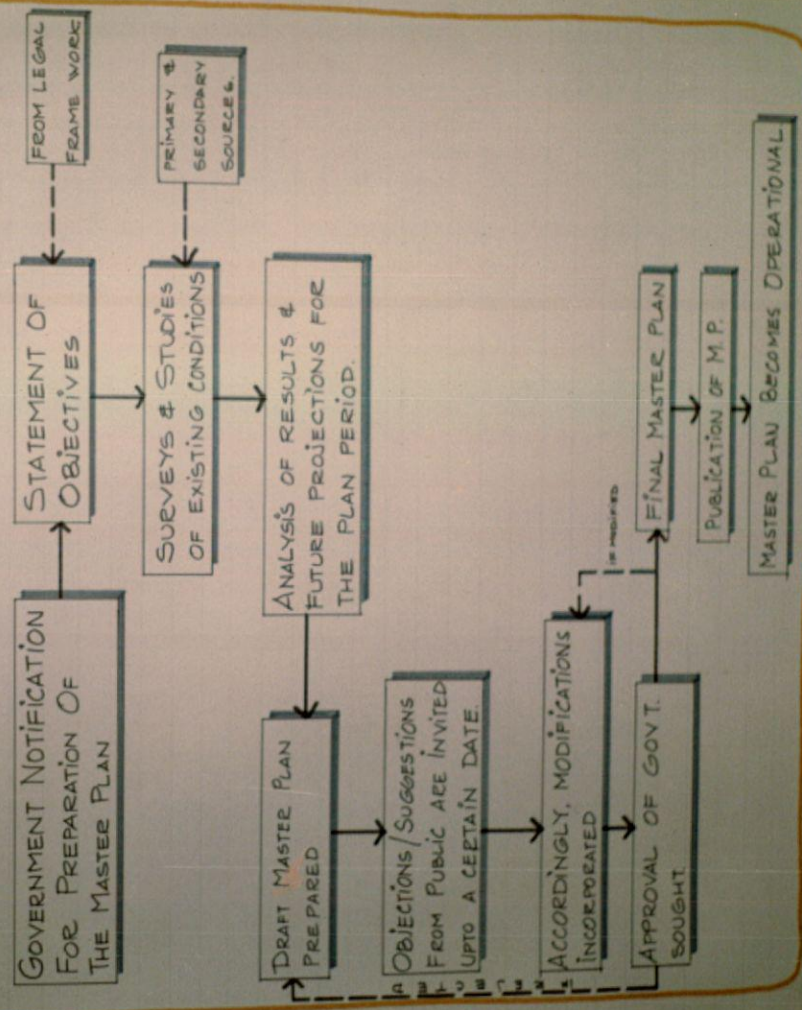 GOVERNMENT NOTIFICATION
FOR PREPARATION OF
THE MASTER PLAN
STATEMENT OF
OBJECTIVES
FROM LEGAL
FRAME WORK
SURVEYS & STUDIES
OF EXISTING CONDITIONS
PRIMARY &
SECONDARY
SOURCES.
ANALYSIS OF RESULTS &
FUTURE PROJECTIONS FOR
THE PLAN PERIOD.
DRAFT MASTER PLAN
PREPARED
OBJECTIONS/SUGGESTIONS
FROM PUBLIC ARE INVITED
UPTO A CERTAIN DATE.
ACCORDINGLY, MODIFICATIONS
INCORPORATED
IF MODIFIED
APPROVAL OF GOVT.
SOUGHT.
FINAL MASTER PLAN
PUBLICATION OF M.P.
MASTER PLAN BECOMES OPERATIONAL